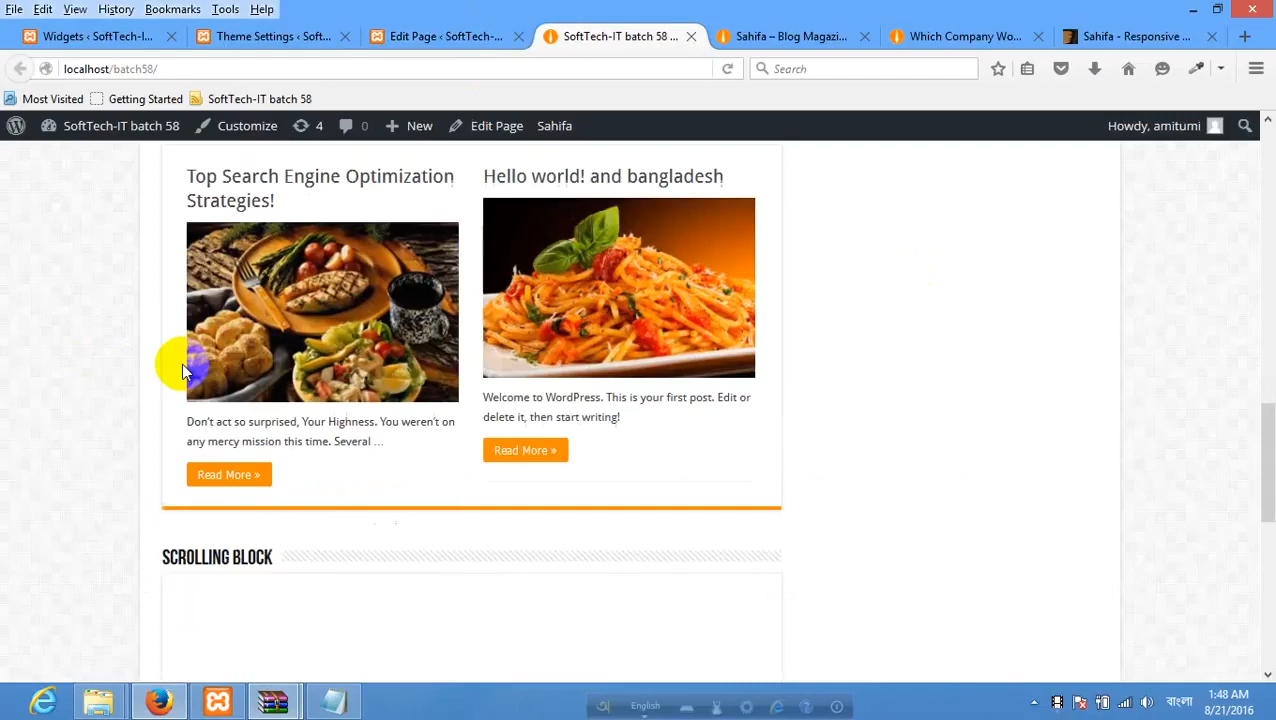 File Edit View History Bookmarks Tools Help
Widgets ‹ SoftTech-I... Theme Settings ‹ Soft... Edit Page ‹ SoftTech-... SoftTech-IT batch 58 ... Sahifa – Blog Magazi... Which Company Wo... Sahifa - Responsive ...
localhost/batch58/ Search
Most Visited Getting Started SoftTech-IT batch 58
SoftTech-IT batch 58 Customize 4 0 New Edit Page Sahifa Howdy, amitumi
Top Search Engine Optimization
Strategies!
Don’t act so surprised, Your Highness. You weren’t on
any mercy mission this time. Several ...
Read More »
Hello world! and bangladesh
Welcome to WordPress. This is your first post. Edit or
delete it, then start writing!
Read More »
SCROLLING BLOCK
English
বাংলা
1:48 AM
8/21/2016